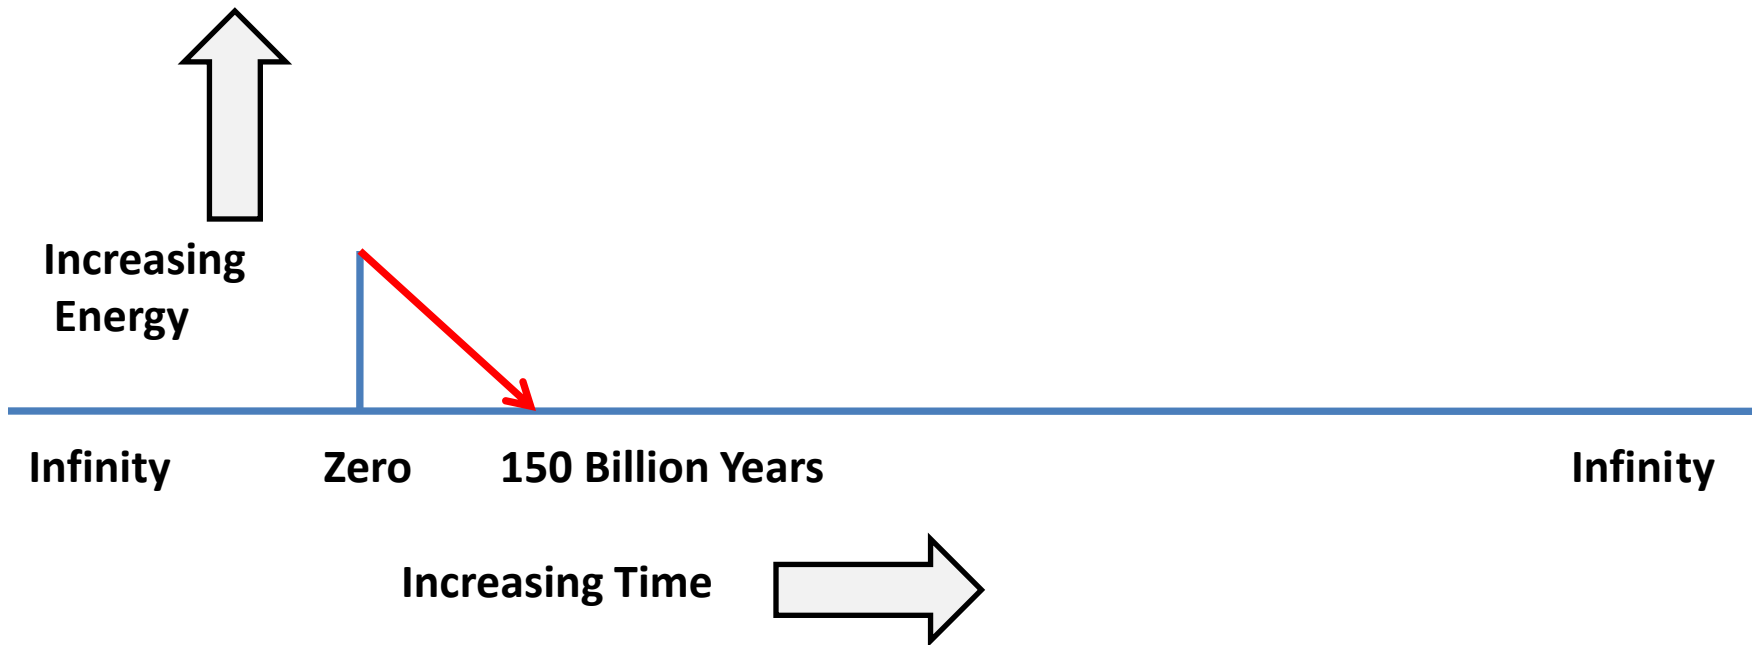 Increasing
Energy
Infinity Zero 150 Billion Years Infinity
Increasing Time